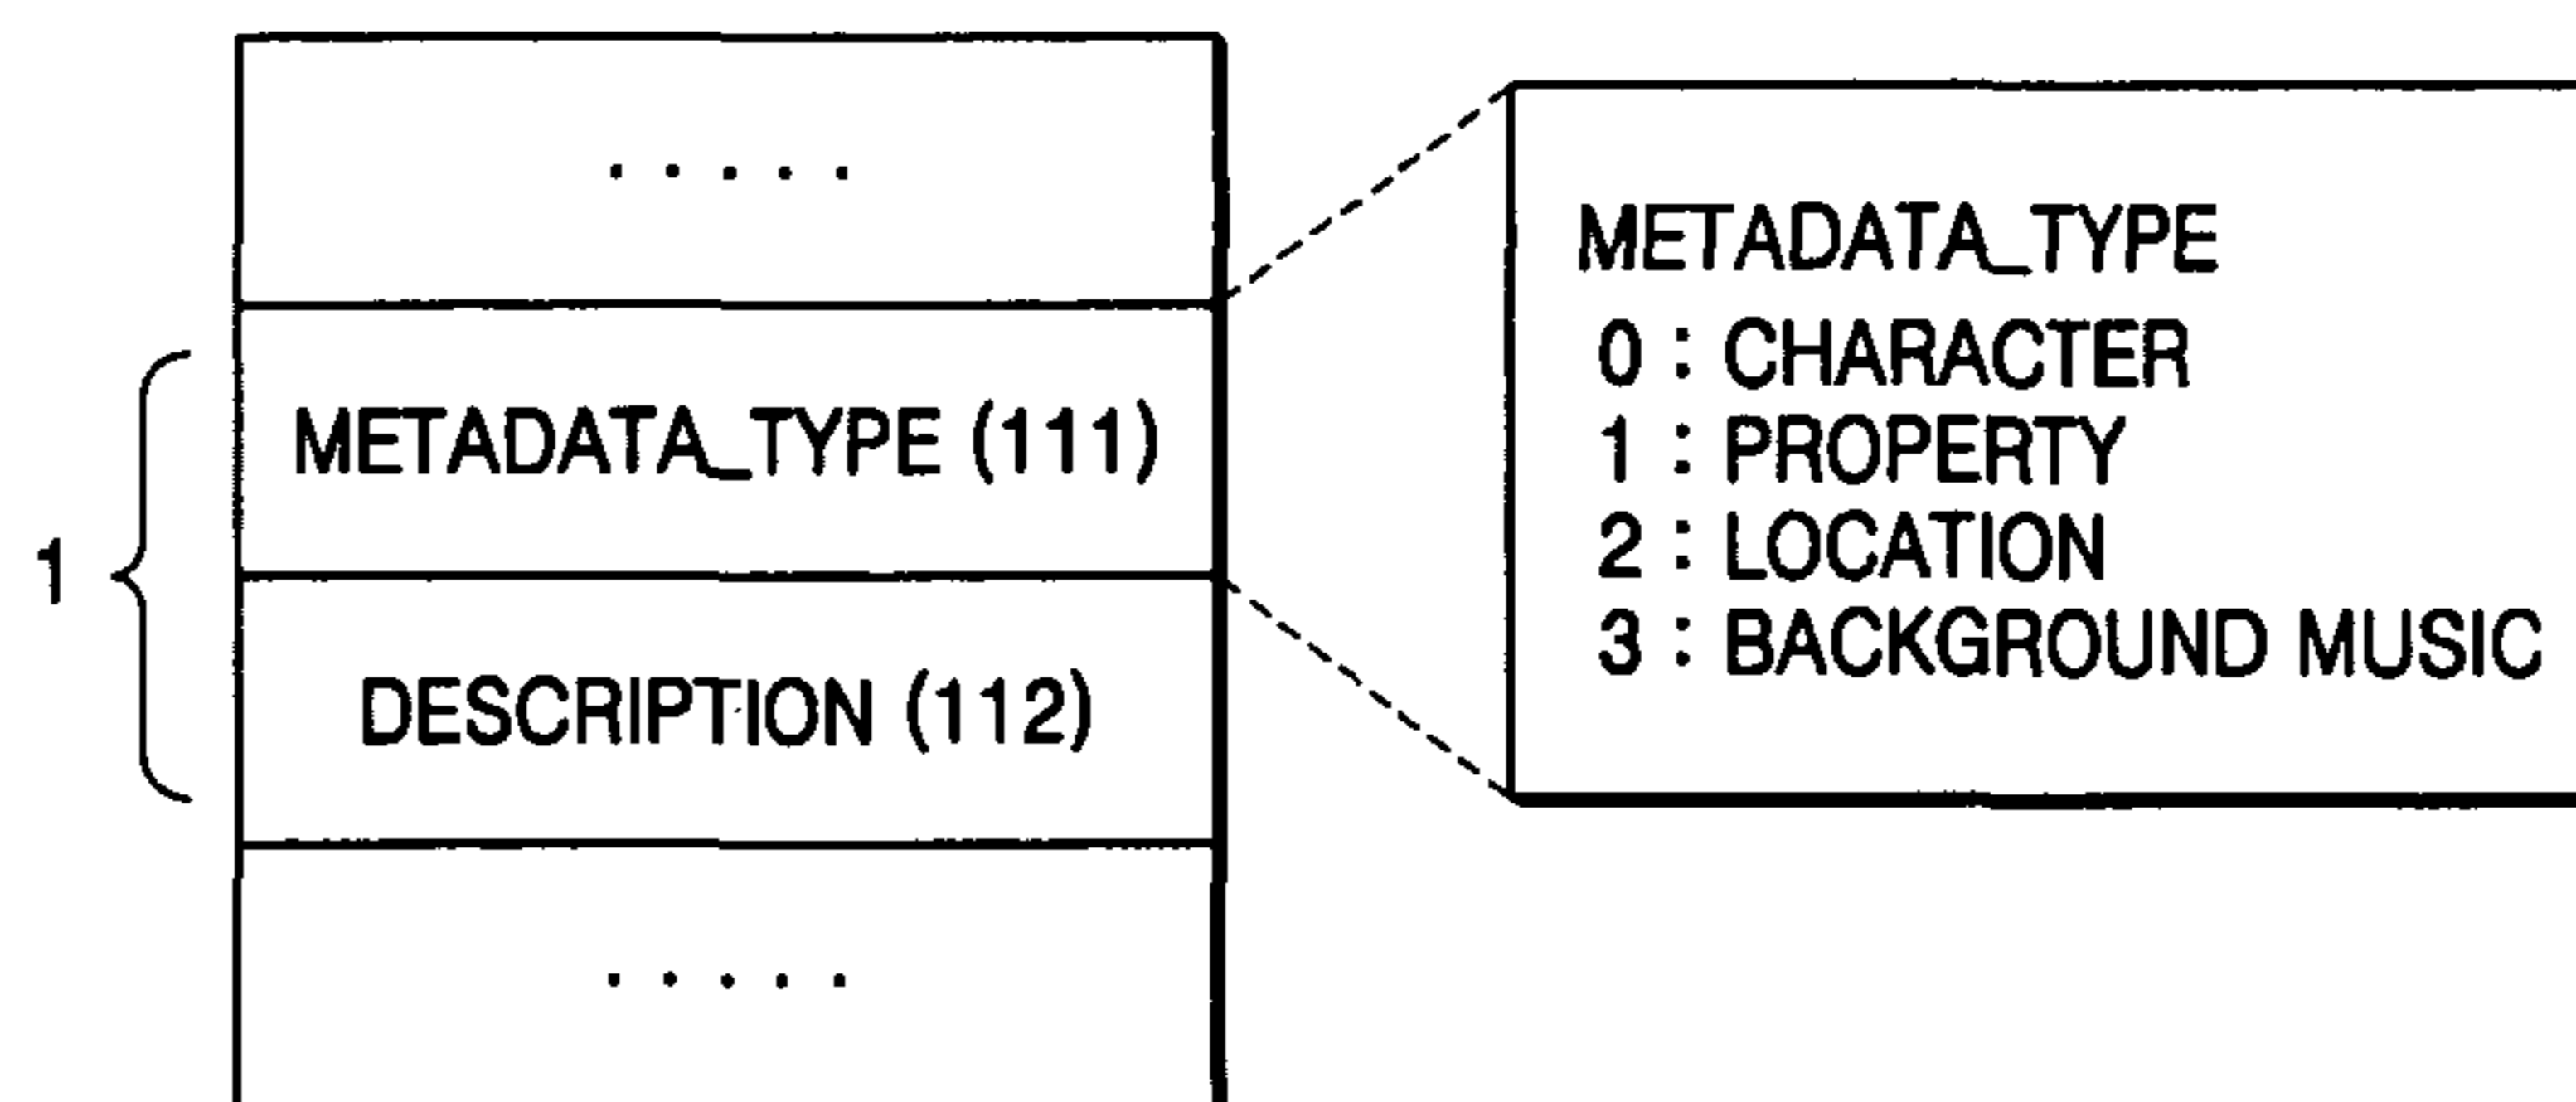 .....
METADATA_TYPE (111)
1
DESCRIPTION (112)
.....
METADATA_TYPE
0 : CHARACTER
1 : PROPERTY
2 : LOCATION
3 : BACKGROUND MUSIC